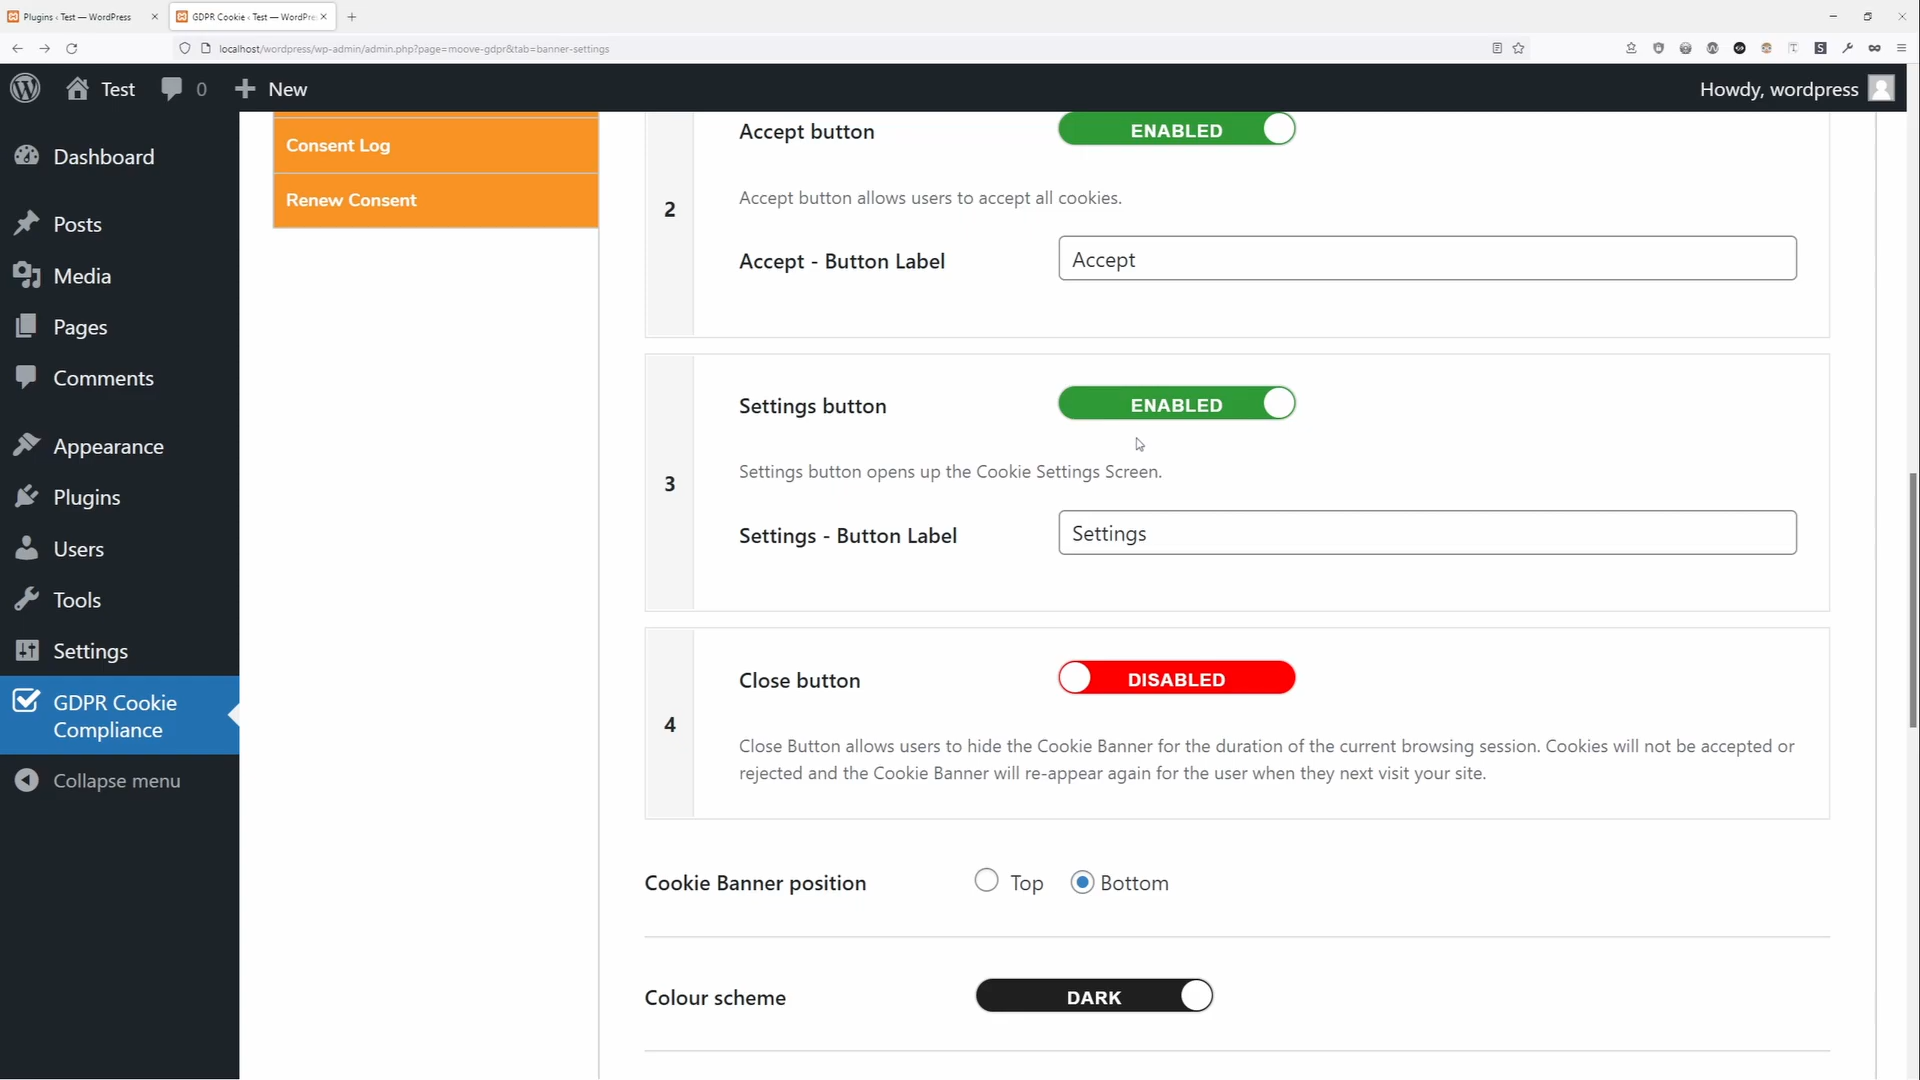 Plugins ‹ Test — WordPress
GDPR Cookie ‹ Test — WordPre
localhost/wordpress/wp-admin/admin.php?page=moove-gdpr&tab=banner-settings
Test
0
New
Howdy, wordpress
Dashboard
Posts
Media
Pages
Comments
Appearance
Plugins
Users
Tools
Settings
GDPR Cookie
Compliance
Collapse menu
Consent Log
Renew Consent
2
Accept button
ENABLED
Accept button allows users to accept all cookies.
Accept - Button Label
Accept
3
Settings button
ENABLED
Settings button opens up the Cookie Settings Screen.
Settings - Button Label
Settings
4
Close button
DISABLED
Close Button allows users to hide the Cookie Banner for the duration of the current browsing session. Cookies will not be accepted or
rejected and the Cookie Banner will re-appear again for the user when they next visit your site.
Cookie Banner position
Top
Bottom
Colour scheme
DARK